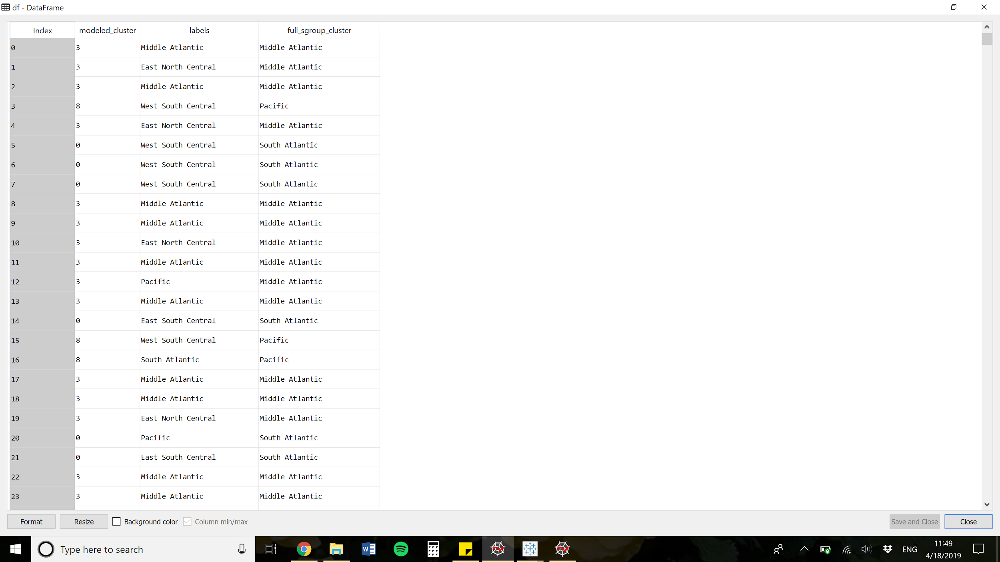 df - DataFrame
Index modeled_cluster labels full_sgroup_cluster
0 3 Middle Atlantic Middle Atlantic
1 3 East North Central Middle Atlantic
2 3 Middle Atlantic Middle Atlantic
3 8 West South Central Pacific
4 3 East North Central Middle Atlantic
5 0 West South Central South Atlantic
6 0 West South Central South Atlantic
7 0 West South Central South Atlantic
8 3 Middle Atlantic Middle Atlantic
9 3 Middle Atlantic Middle Atlantic
10 3 East North Central Middle Atlantic
11 3 Middle Atlantic Middle Atlantic
12 3 Pacific Middle Atlantic
13 3 Middle Atlantic Middle Atlantic
14 0 East South Central South Atlantic
15 8 West South Central Pacific
16 8 South Atlantic Pacific
17 3 Middle Atlantic Middle Atlantic
18 3 Middle Atlantic Middle Atlantic
19 3 East North Central Middle Atlantic
20 0 Pacific South Atlantic
21 0 East South Central South Atlantic
22 3 Middle Atlantic Middle Atlantic
23 3 Middle Atlantic Middle Atlantic
Format Resize Background color Column min/max Save and Close Close
Type here to search ENG 11:49
4/18/2019